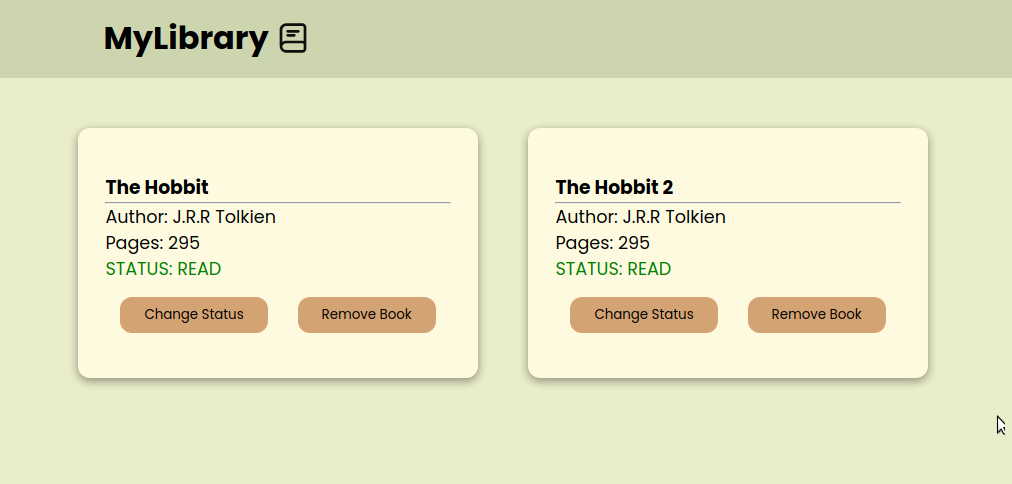 MyLibrary
The Hobbit
Author: J.R.R Tolkien
Pages: 295
STATUS: READ
Change Status
Remove Book
The Hobbit 2
Author: J.R.R Tolkien
Pages: 295
STATUS: READ
Change Status
Remove Book